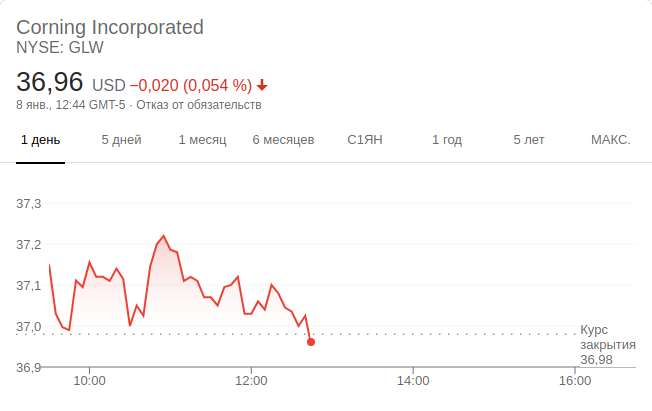 Corning Incorporated
NYSE: GLW
36,96 USD −0,020 (0,054 %)
8 янв., 12:44 GMT-5 · Отказ от обязательств
1 день 5 дней 1 месяц 6 месяцев С1ЯН 1 год 5 лет МАКС.
37,3
37,2
37,1
37,0
Курс
закрытия
36,98
36,9
10:00 12:00 14:00 16:00